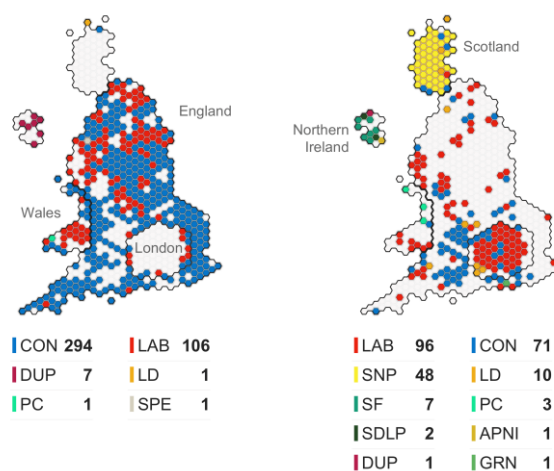 Scotland
England
Northern
Ireland
Wales
London
CON 294
LAB 106
DUP 7
LD 1
PC 1
SPE 1
LAB 96
CON 71
SNP 48
LD 10
SF 7
PC 3
SDLP 2
APNI 1
DUP 1
GRN 1